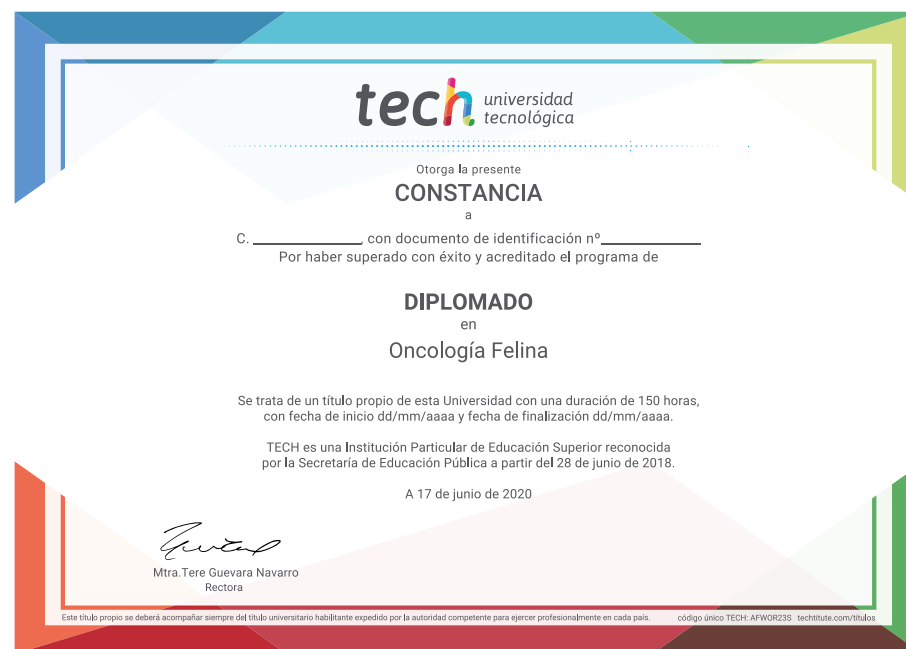 tech universidad
tecnológica
Otorga la presente
CONSTANCIA
a
C. ____________, con documento de identificación nº____________
Por haber superado con éxito y acreditado el programa de
DIPLOMADO
en
Oncología Felina
Se trata de un título propio de esta Universidad con una duración de 150 horas,
con fecha de inicio dd/mm/aaaa y fecha de finalización dd/mm/aaaa.
TECH es una Institución Particular de Educación Superior reconocida
por la Secretaría de Educación Pública a partir del 28 de junio de 2018.
A 17 de junio de 2020
Mtra.Tere Guevara Navarro
Rectora
Este título propio se deberá acompañar siempre del título universitario habilitante expedido por la autoridad competente para ejercer profesionalmente en cada país. código único TECH: AFWOR23S techtitute.com/titulos